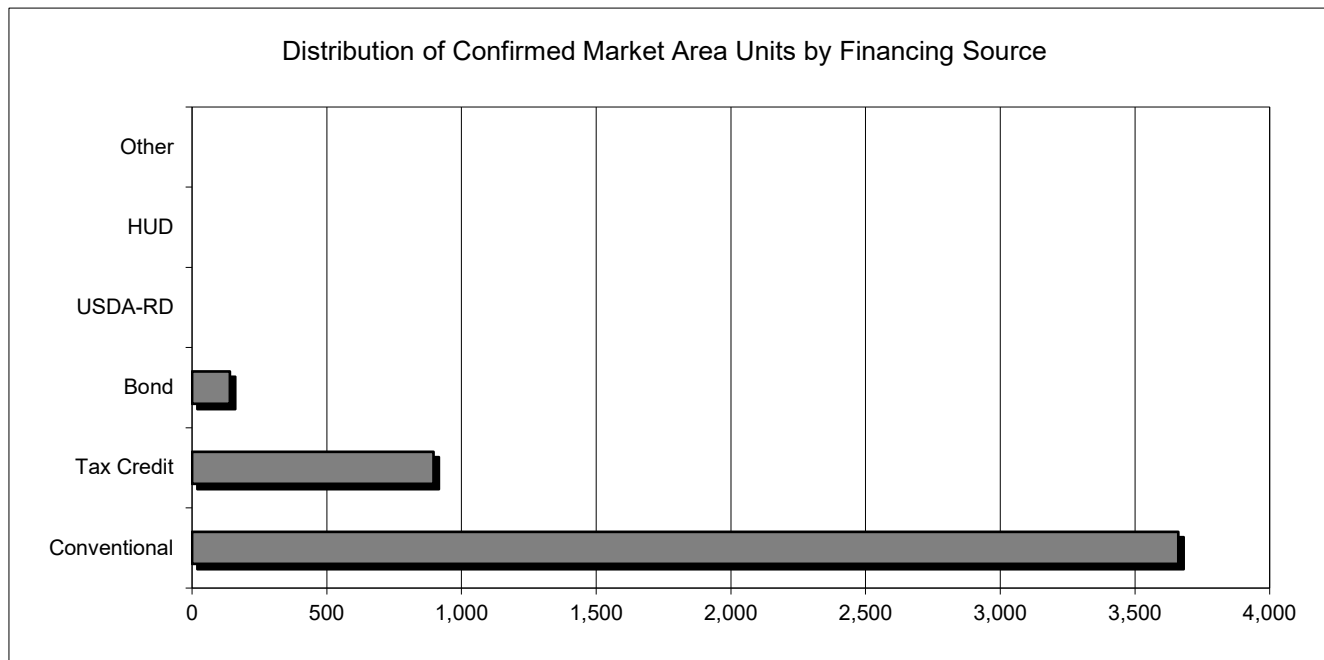 Distribution of Confirmed Market Area Units by Financing Source
Other
HUD
USDA-RD
Bond
Tax Credit
Conventional
0 500 1,000 1,500 2,000 2,500 3,000 3,500 4,000